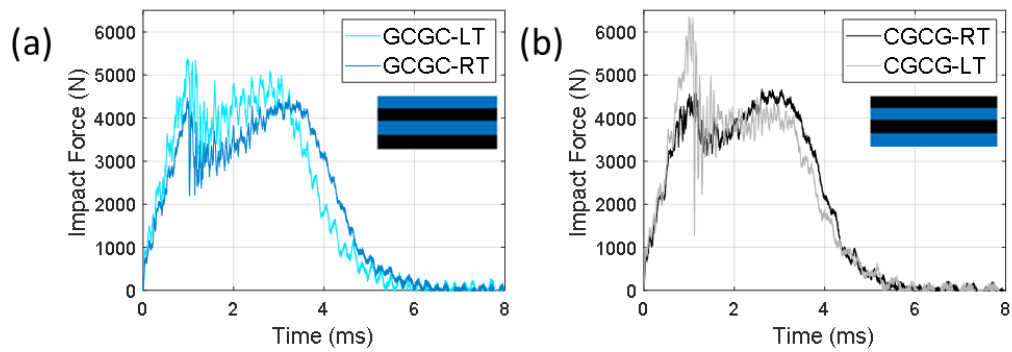 (a)
Impact Force (N)
6000
5000
4000
3000
2000
1000
0
0 2 4 6 8
Time (ms)
GCGC-LT
GCGC-RT
(b)
Impact Force (N)
6000
5000
4000
3000
2000
1000
0
0 2 4 6 8
Time (ms)
CGCG-RT
CGCG-LT